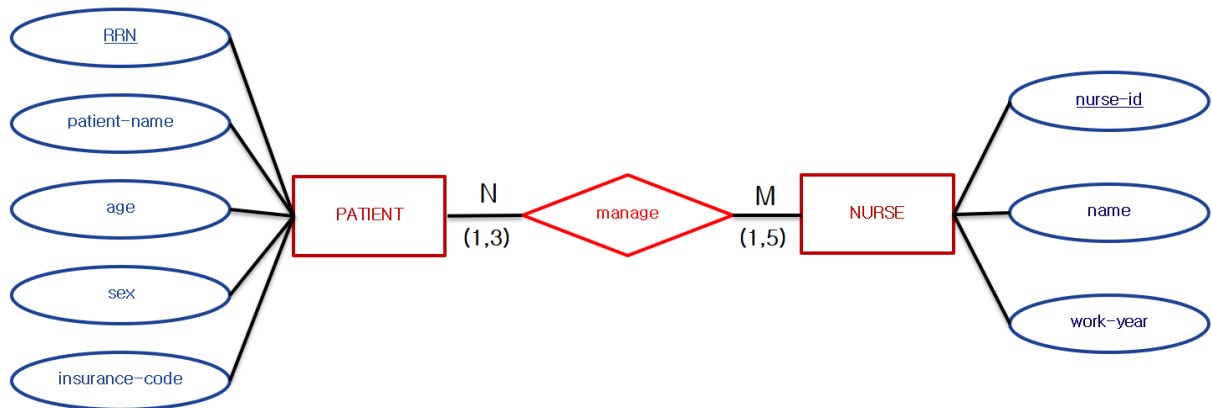 RRN
patient-name
age
sex
insurance-code
PATIENT
N
(1,3)
manage
M
(1,5)
NURSE
nurse-id
name
work-year